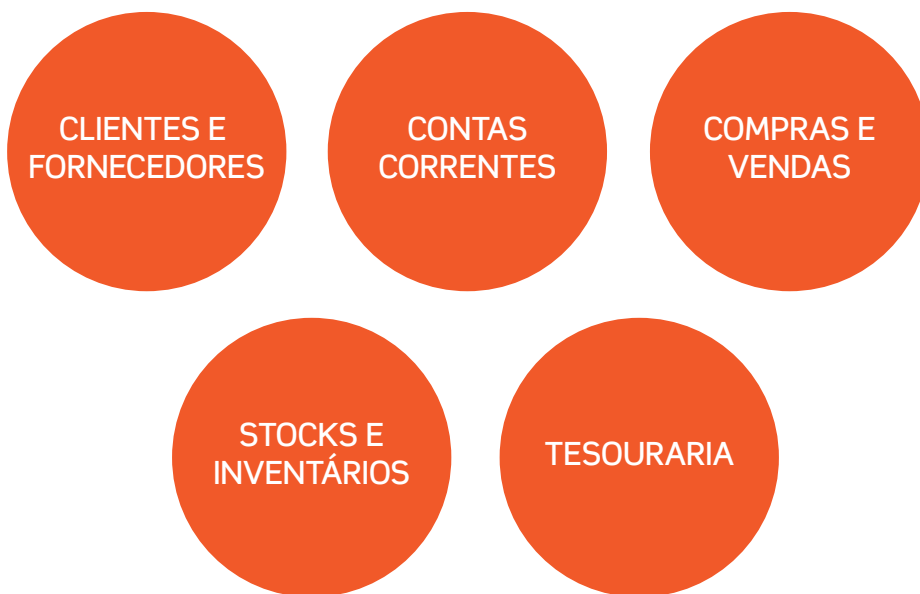 CLIENTES E
FORNECEDORES
CONTAS
CORRENTES
COMPRAS E
VENDAS
STOCKS E
INVENTÁRIOS
TESOURARIA